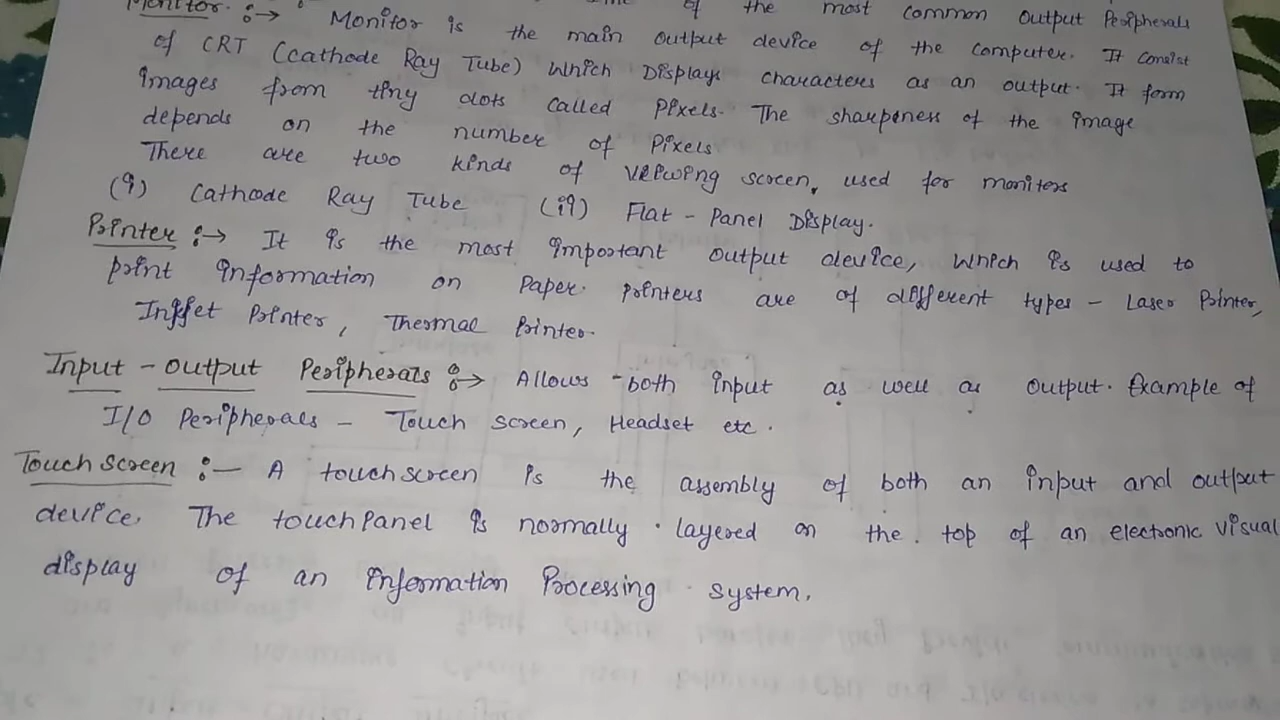 of the most common output Peripherals
Monitor :→ Monitor is the main output device of the computer. It consist
of CRT (Cathode Ray Tube) Which Displays characters as an output. It form
images from tiny dots called Pixels. The sharpness of the image
depends on the number of Pixels
There are two kinds of viewing screen, used for monitors
(i) Cathode Ray Tube (ii) Flat - Panel Display.
Printer :→ It is the most important output device, Which is used to
print information on Paper. Printers are of different types - Laser Printer,
Inkjet Printer, Thermal Printer.
Input - output Peripherals :→ Allows both input as well as output. Example of
I/O Peripherals - Touch screen, Headset etc.
Touch screen :- A touch screen is the assembly of both an input and output
device. The touch Panel is normally layered on the top of an electronic visual
display of an information Processing system.